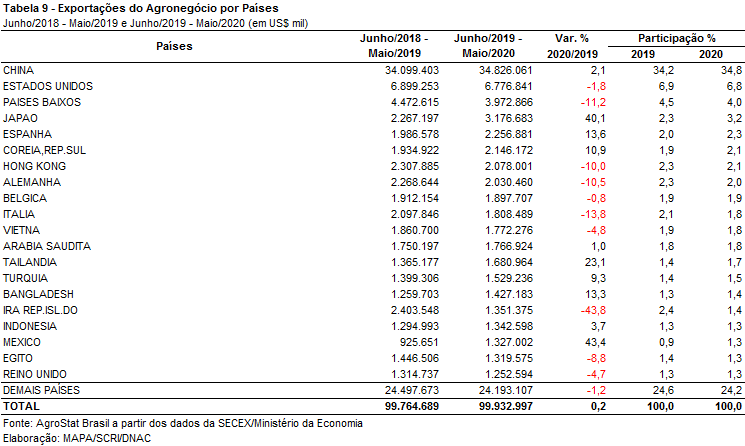 Tabela 9 - Exportações do Agronegócio por Países
Junho/2018 - Maio/2019 e Junho/2019 - Maio/2020 (em US$ mil)
Países Junho/2018 - Maio/2019 Junho/2019 - Maio/2020 Var. % 2020/2019 Participação % 2019 2020
CHINA 34.099.403 34.826.061 2,1 34,2 34,8
ESTADOS UNIDOS 6.899.253 6.776.841 -1,8 6,9 6,8
PAISES BAIXOS 4.472.615 3.972.866 -11,2 4,5 4,0
JAPAO 2.267.197 3.176.683 40,1 2,3 3,2
ESPANHA 1.986.578 2.256.881 13,6 2,0 2,3
COREIA,REP.SUL 1.934.922 2.146.172 10,9 1,9 2,1
HONG KONG 2.307.885 2.078.001 -10,0 2,3 2,1
ALEMANHA 2.268.644 2.030.460 -10,5 2,3 2,0
BELGICA 1.912.154 1.897.707 -0,8 1,9 1,9
ITALIA 2.097.846 1.808.489 -13,8 2,1 1,8
VIETNA 1.860.700 1.772.276 -4,8 1,9 1,8
ARABIA SAUDITA 1.750.197 1.766.924 1,0 1,8 1,8
TAILANDIA 1.365.177 1.680.964 23,1 1,4 1,7
TURQUIA 1.399.306 1.529.236 9,3 1,4 1,5
BANGLADESH 1.259.703 1.427.183 13,3 1,3 1,4
IRA REP.ISL.DO 2.403.548 1.351.375 -43,8 2,4 1,4
INDONESIA 1.294.993 1.342.598 3,7 1,3 1,3
MEXICO 925.651 1.327.002 43,4 0,9 1,3
EGITO 1.446.506 1.319.575 -8,8 1,4 1,3
REINO UNIDO 1.314.737 1.252.594 -4,7 1,3 1,3
DEMAIS PAÍSES 24.497.673 24.193.107 -1,2 24,6 24,2
TOTAL 99.764.689 99.932.997 0,2 100,0 100,0
Fonte: AgroStat Brasil a partir dos dados da SECEX/Ministério da Economia
Elaboração: MAPA/SCRI/DNAC